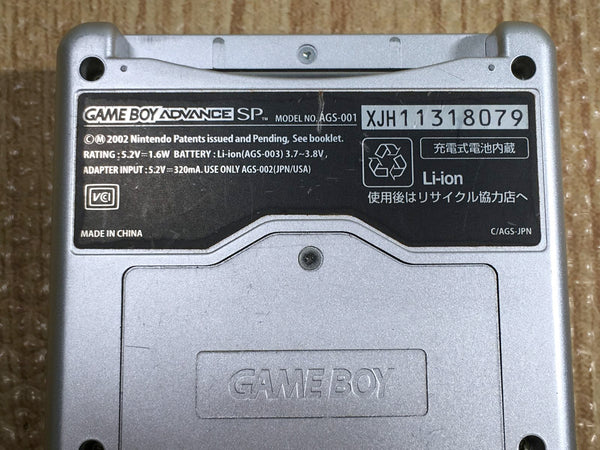 GAME BOY ADVANCE SP™ MODEL NO. AGS-001 XJH11318079
©Ⓜ 2002 Nintendo Patents issued and Pending, See booklet.
RATING : 5.2V⎓1.6W BATTERY : Li-ion(AGS-003) 3.7~3.8V,
ADAPTER INPUT : 5.2V⎓320mA. USE ONLY AGS-002(JPN/USA)
VCI
MADE IN CHINA
充電式電池内蔵
Li-ion
使用後はリサイクル協力店へ
C/AGS-JPN
GAME BOY